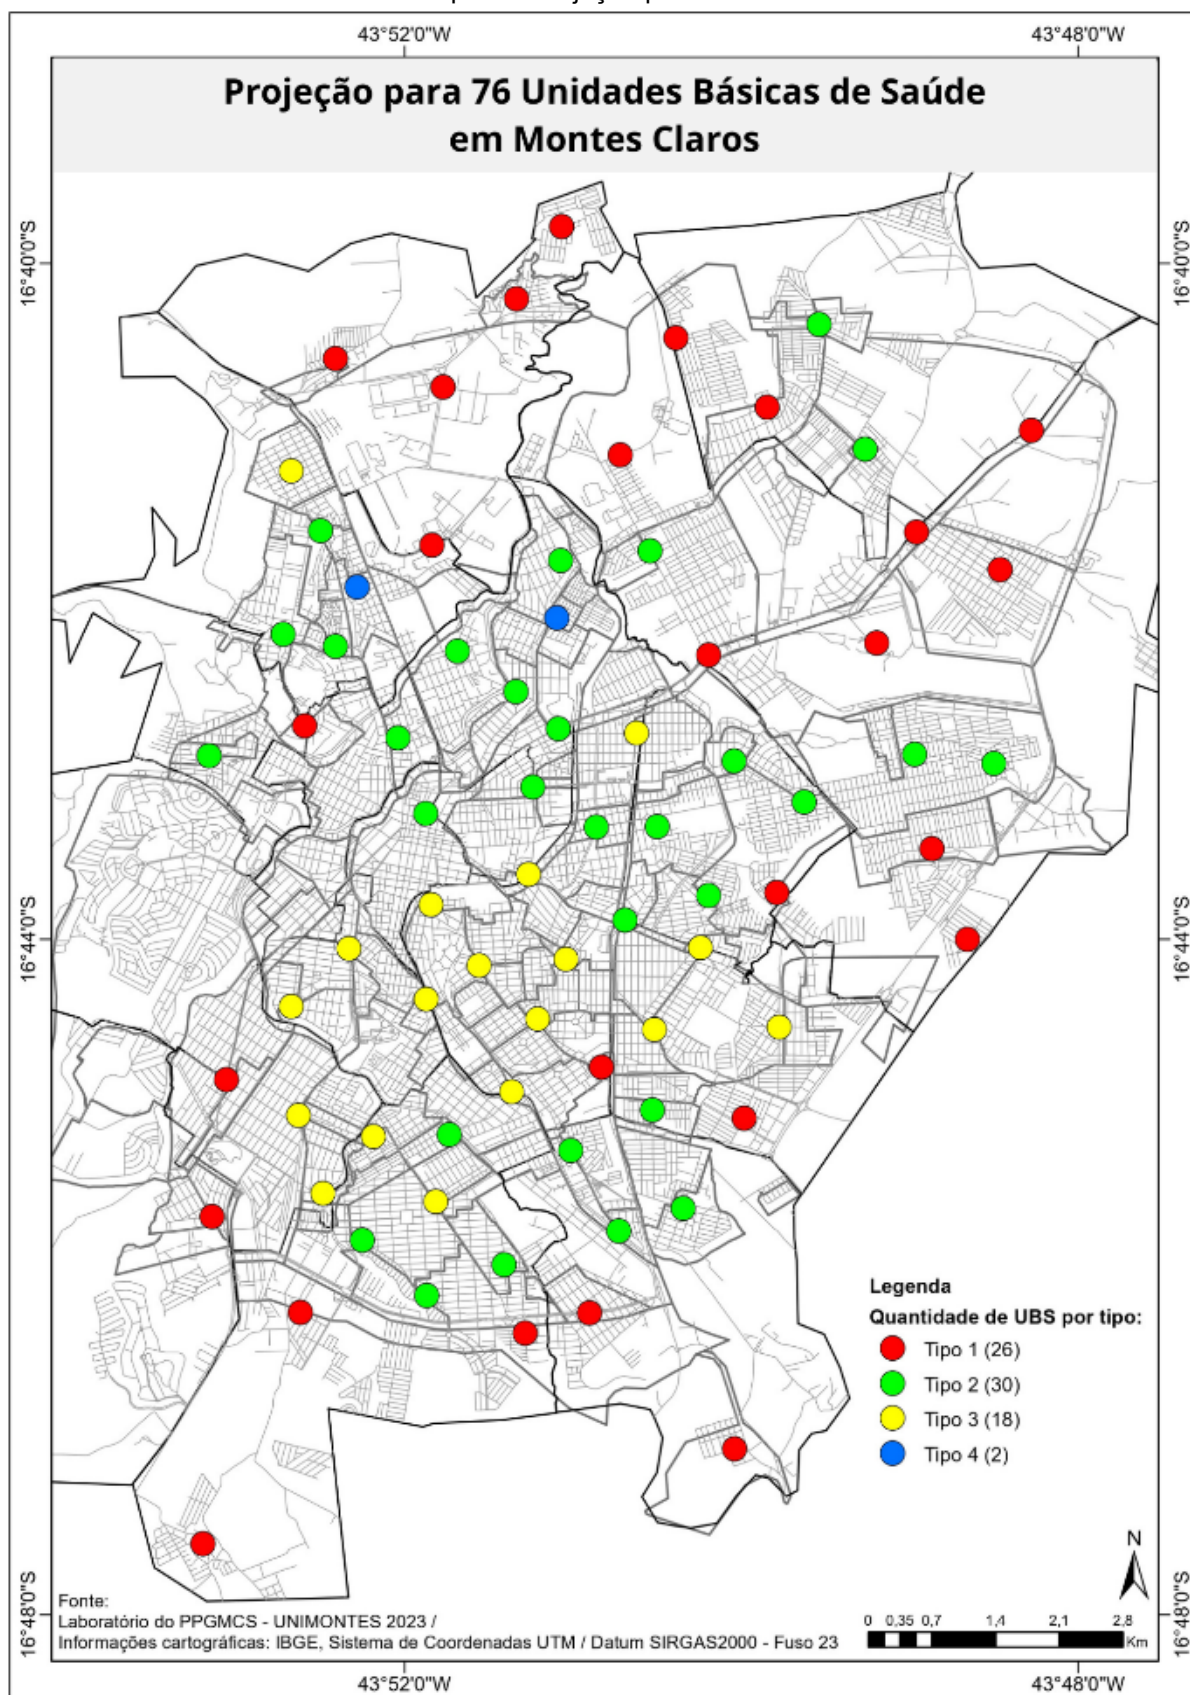 43°52'0"W
43°48'0"W
Projeção para 76 Unidades Básicas de Saúde
em Montes Claros
16°40'0"S
16°40'0"S
16°44'0"S
16°44'0"S
Legenda
Quantidade de UBS por tipo:
Tipo 1 (26)
Tipo 2 (30)
Tipo 3 (18)
Tipo 4 (2)
N
16°48'0"S
16°48'0"S
Fonte:
Laboratório do PPGMCS - UNIMONTES 2023 /
Informações cartográficas: IBGE, Sistema de Coordenadas UTM / Datum SIRGAS2000 - Fuso 23
0 0,35 0,7 1,4 2,1 2,8
Km
43°52'0"W
43°48'0"W